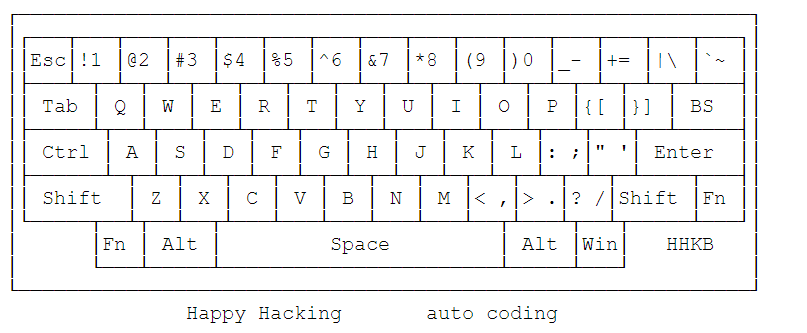 Esc !1 @2 #3 $4 %5 ^6 &7 *8 (9 )0 _- += |\ `~
Tab Q W E R T Y U I O P {[ }] BS
Ctrl A S D F G H J K L : ; " ' Enter
Shift Z X C V B N M < , > . ? / Shift Fn
Fn Alt Space Alt Win HHKB
Happy Hacking auto coding